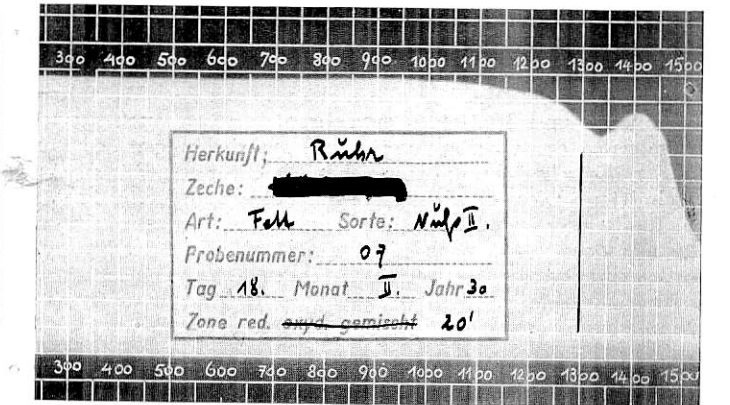 300 400 500 600 700 800 900 1000 1100 1200 1300 1400 1500
Herkunft: Ruhr
Zeche:
Art: Fett Sorte: Nuß II.
Probenummer: 07
Tag 18. Monat II. Jahr 30
Zone red. oxyd. gemischt 20'
300 400 500 600 700 800 900 1000 1100 1200 1300 1400 1500